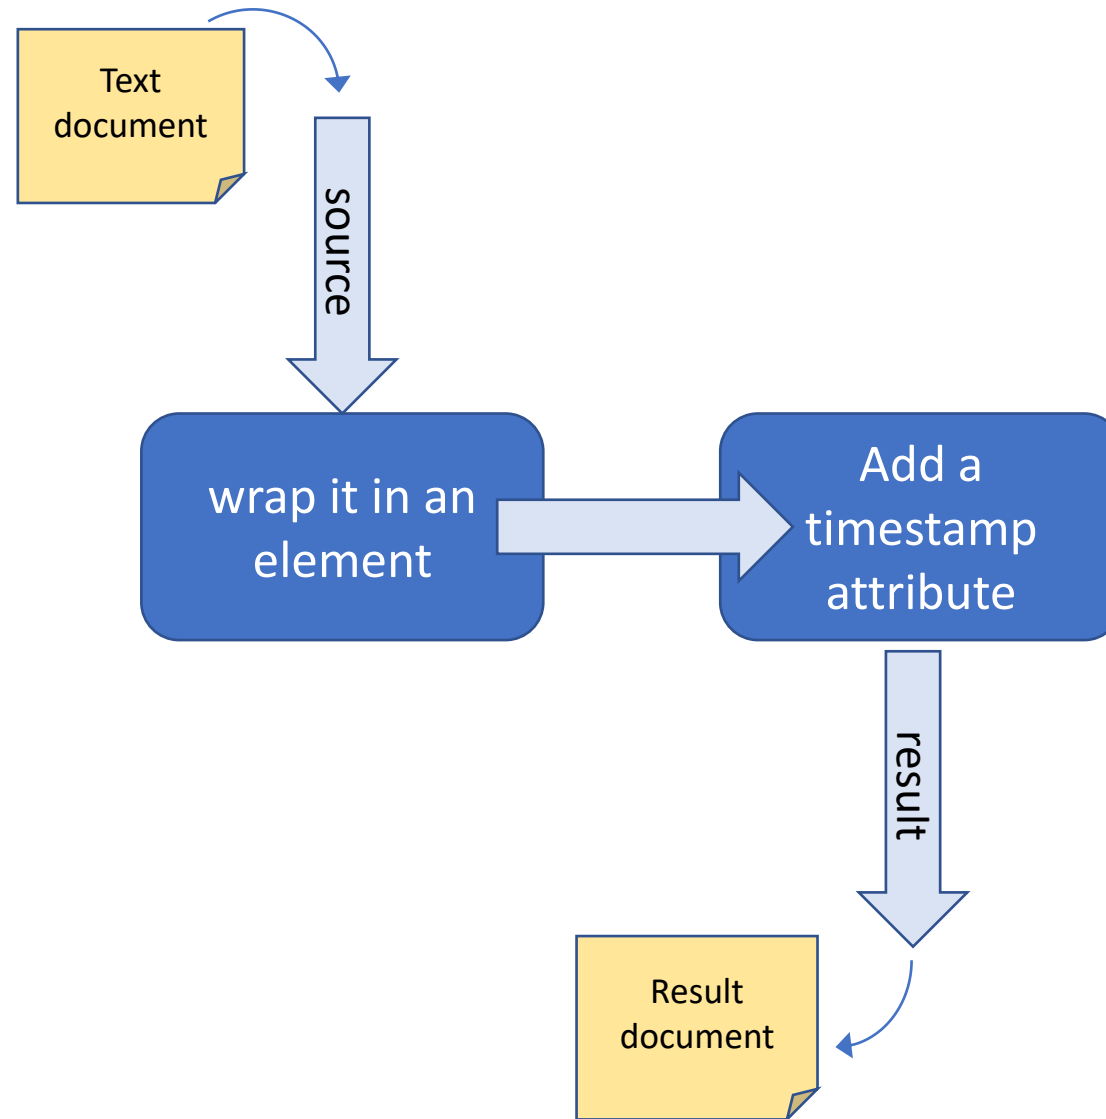 Text
document
source
wrap it in an
element
Add a
timestamp
attribute
result
Result
document